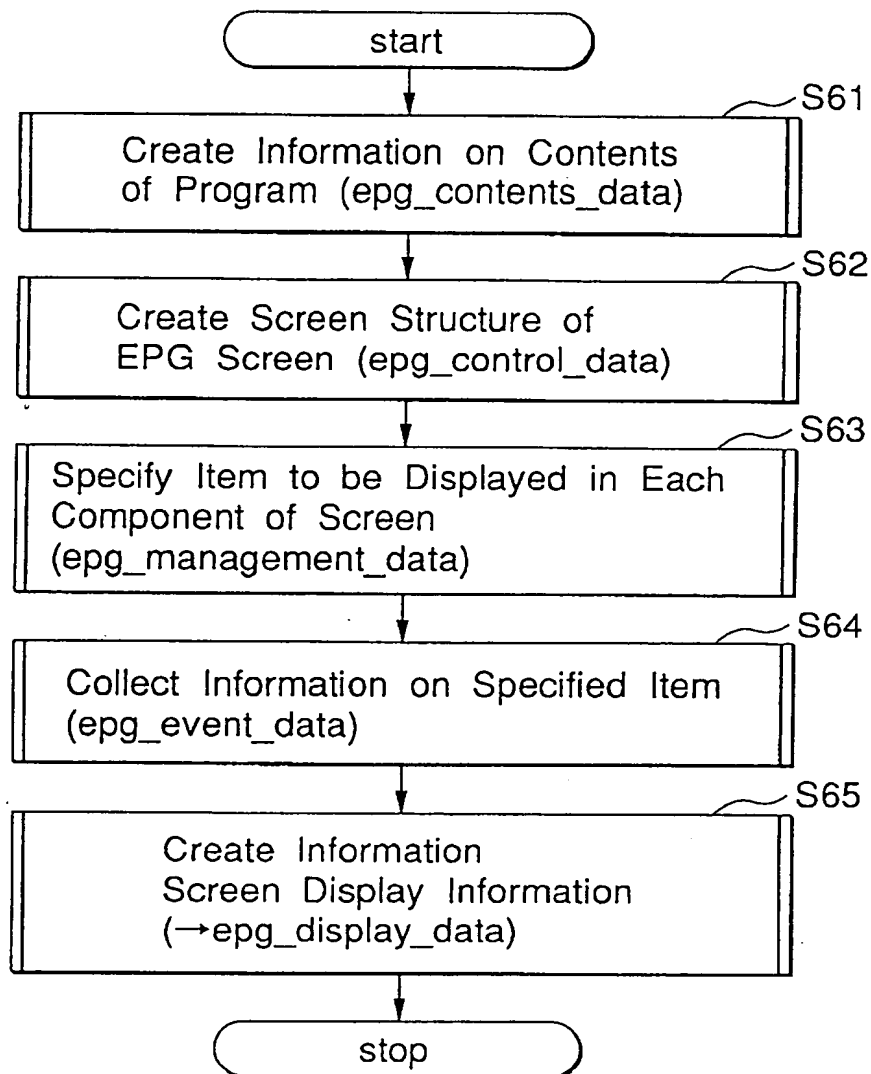 start
S61
Create Information on Contents
of Program (epg_contents_data)
S62
Create Screen Structure of
EPG Screen (epg_control_data)
S63
Specify Item to be Displayed in Each
Component of Screen
(epg_management_data)
S64
Collect Information on Specified Item
(epg_event_data)
S65
Create Information
Screen Display Information
(→epg_display_data)
stop